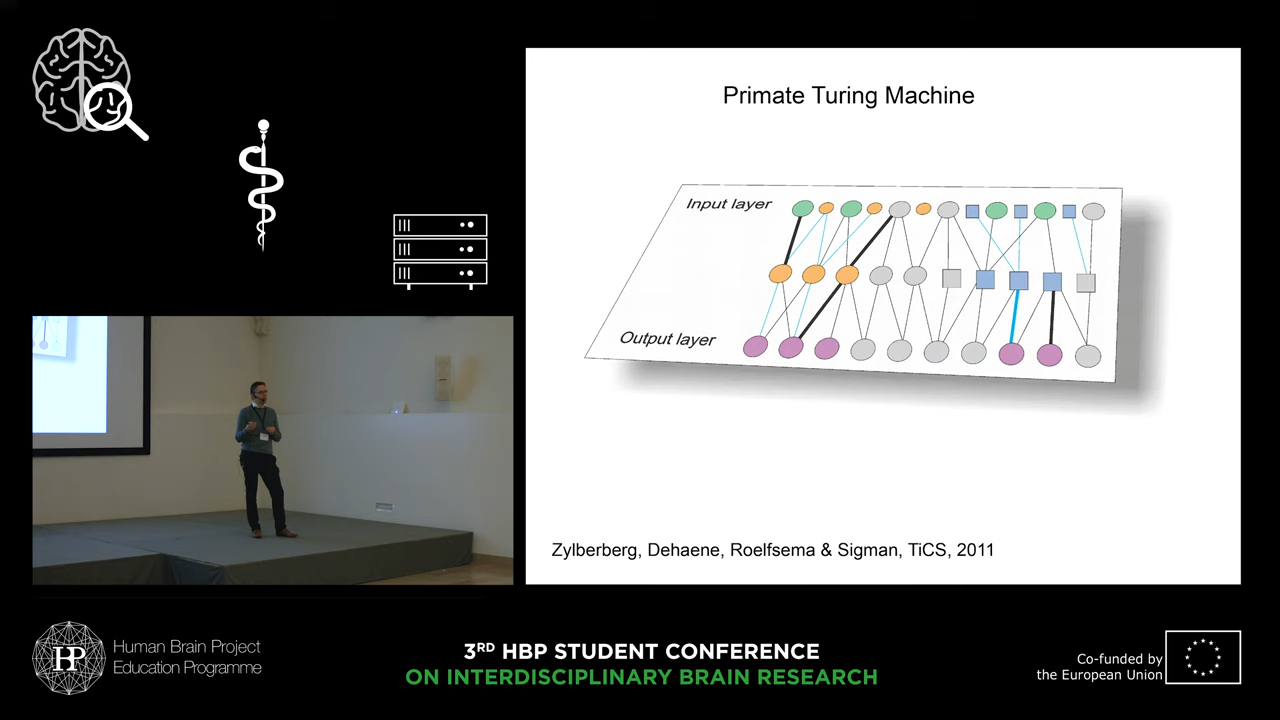 Primate Turing Machine
Input layer
Output layer
Zylberberg, Dehaene, Roelfsema & Sigman, TiCS, 2011
HBP
Human Brain Project
Education Programme
3RD HBP STUDENT CONFERENCE
ON INTERDISCIPLINARY BRAIN RESEARCH
Co-funded by
the European Union